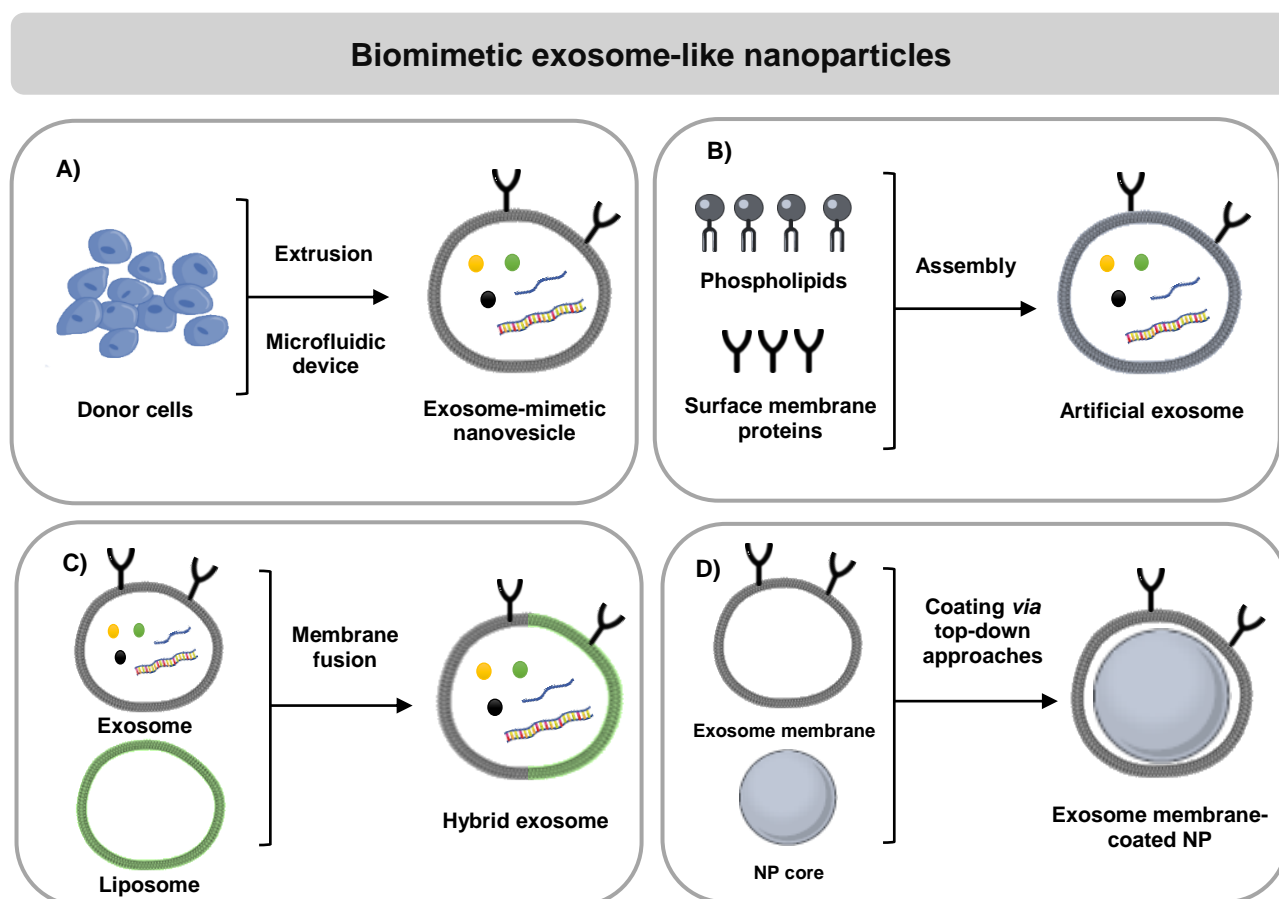 Biomimetic exosome-like nanoparticles
A)
Extrusion
Microfluidic
device
Donor cells
Exosome-mimetic
nanovesicle
B)
Phospholipids
Surface membrane
proteins
Assembly
Artificial exosome
C)
Exosome
Liposome
Membrane
fusion
Hybrid exosome
D)
Exosome membrane
NP core
Coating via
top-down
approaches
Exosome membrane-
coated NP